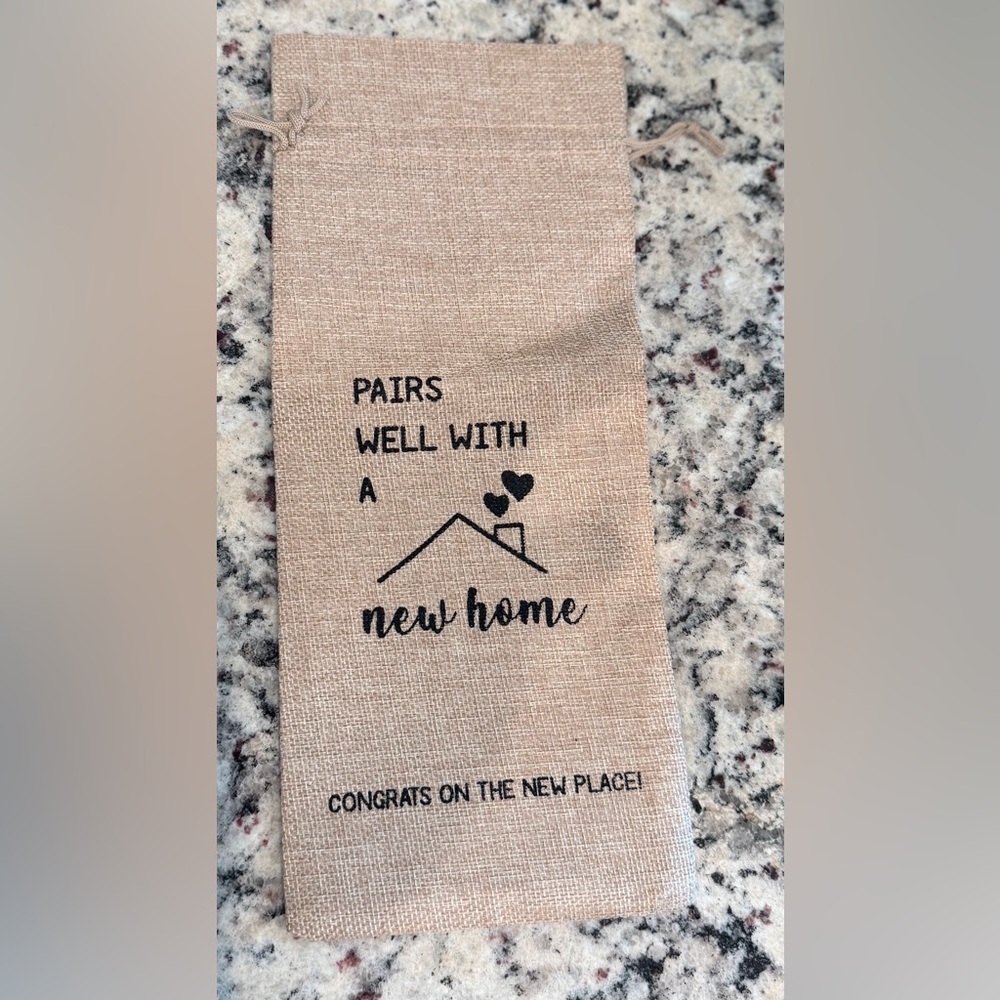 PAIRS
WELL WITH
A
new home
CONGRATS ON THE NEW PLACE!